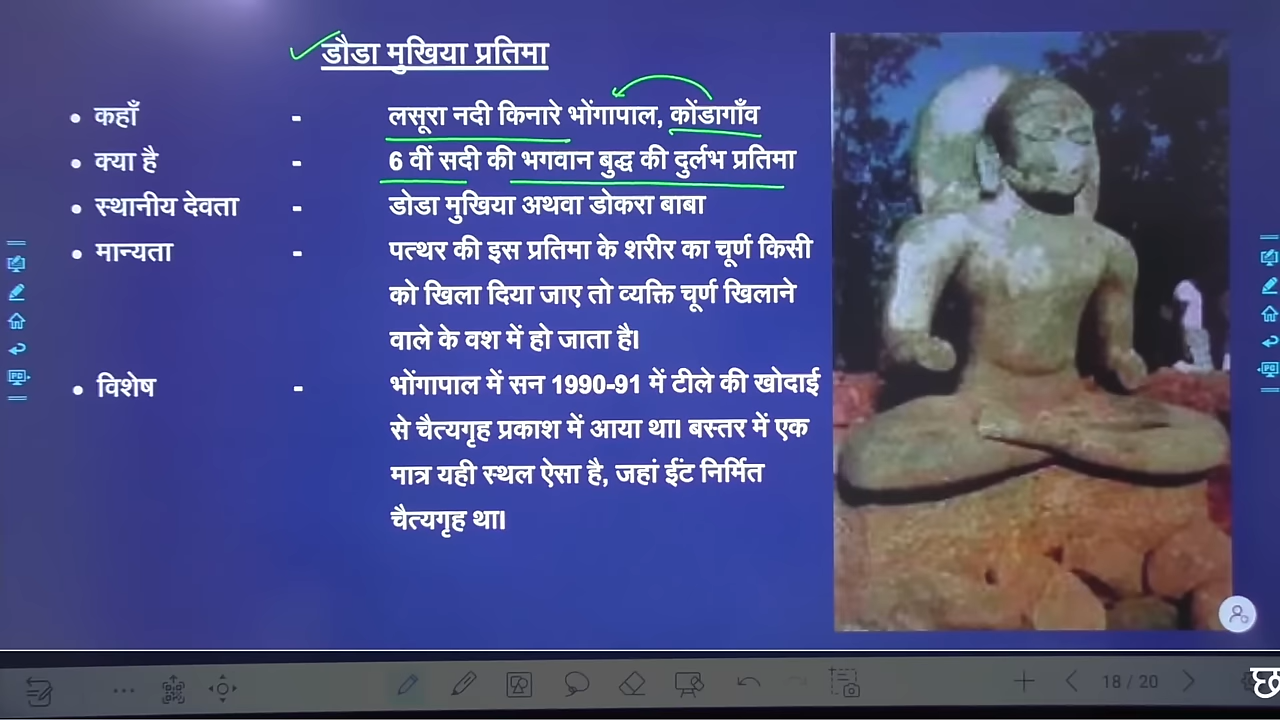 डौडा मुखिया प्रतिमा
• कहाँ - लसूरा नदी किनारे भोंगापाल, कोंडागाँव
• क्या है - 6 वीं सदी की भगवान बुद्ध की दुर्लभ प्रतिमा
• स्थानीय देवता - डोडा मुखिया अथवा डोकरा बाबा
• मान्यता - पत्थर की इस प्रतिमा के शरीर का चूर्ण किसी
को खिला दिया जाए तो व्यक्ति चूर्ण खिलाने
वाले के वश में हो जाता है।
• विशेष - भोंगापाल में सन 1990-91 में टीले की खोदाई
से चैत्यगृह प्रकाश में आया था। बस्तर में एक
मात्र यही स्थल ऐसा है, जहां ईंट निर्मित
चैत्यगृह था।
18 / 20